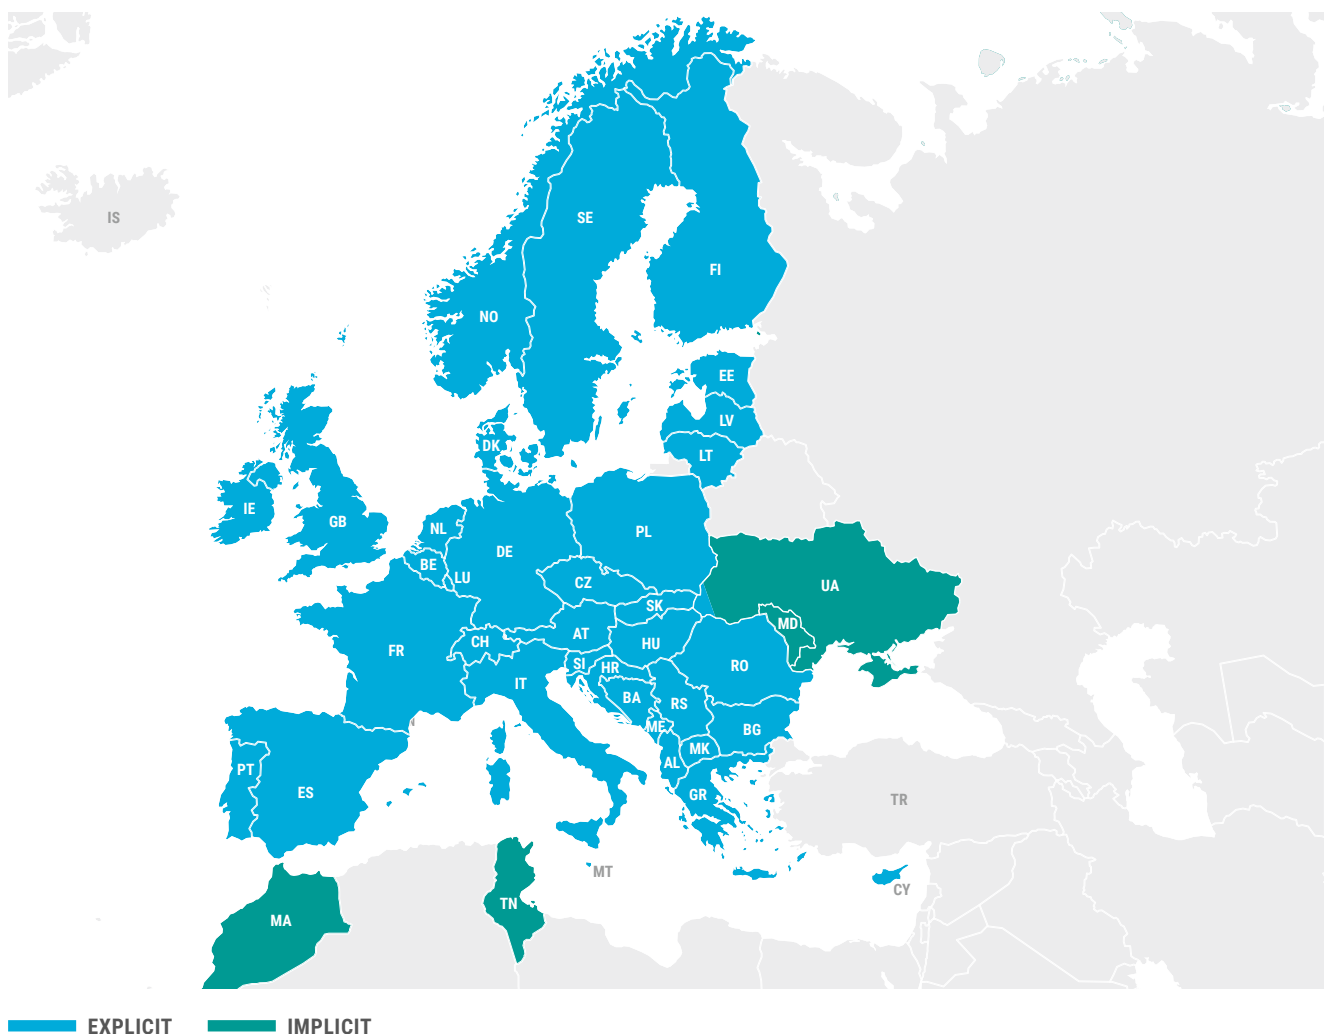 IS
SE
FI
NO
EE
LV
DK
LT
IE
GB
NL
PL
DE
BE
LU
CZ
UA
SK
MD
AT
CH
HU
FR
SI
HR
RO
IT
BA
RS
ME
BG
MK
AL
PT
ES
GR
TR
MT
CY
TN
MA
EXPLICIT
IMPLICIT